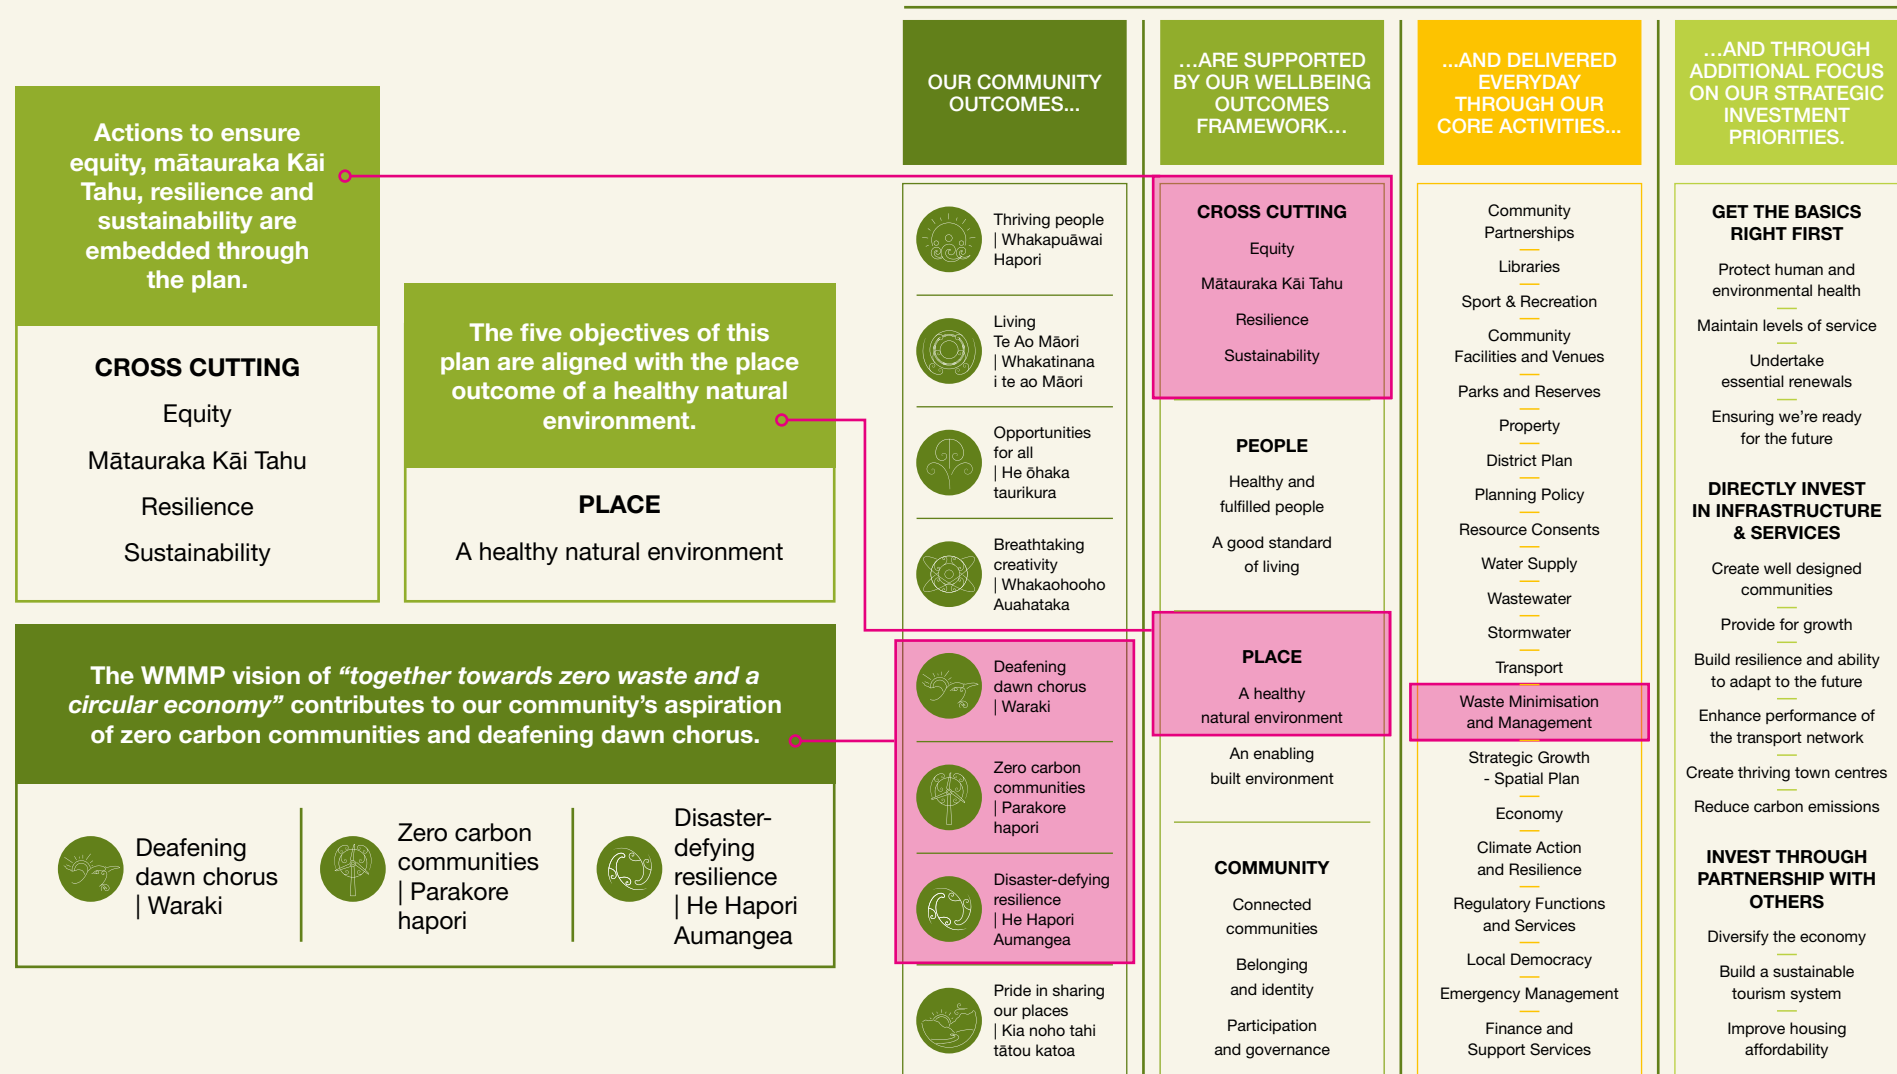 Actions to ensure
equity, mātauraka Kāi
Tahu, resilience and
sustainability are
embedded through
the plan.
CROSS CUTTING
Equity
Mātauraka Kāi Tahu
Resilience
Sustainability
The five objectives of this
plan are aligned with the place
outcome of a healthy natural
environment.
PLACE
A healthy natural environment
The WMMP vision of “together towards zero waste and a
circular economy” contributes to our community’s aspiration
of zero carbon communities and deafening dawn chorus.
Deafening
dawn chorus
| Waraki
Zero carbon
communities
| Parakore
hapori
Disaster-
defying
resilience
| He Hapori
Aumangea
OUR COMMUNITY
OUTCOMES...
Thriving people
| Whakapuāwai
Hapori
Living
Te Ao Māori
| Whakatinana
i te ao Māori
Opportunities
for all
| He ōhaka
taurikura
Breathtaking
creativity
| Whakaohooho
Auahataka
Deafening
dawn chorus
| Waraki
Zero carbon
communities
| Parakore
hapori
Disaster-defying
resilience
| He Hapori
Aumangea
Pride in sharing
our places
| Kia noho tahi
tātou katoa
…ARE SUPPORTED
BY OUR WELLBEING
OUTCOMES
FRAMEWORK…
CROSS CUTTING
Equity
Mātauraka Kāi Tahu
Resilience
Sustainability
PEOPLE
Healthy and
fulfilled people
A good standard
of living
PLACE
A healthy
natural environment
An enabling
built environment
COMMUNITY
Connected
communities
Belonging
and identity
Participation
and governance
...AND DELIVERED
EVERYDAY
THROUGH OUR
CORE ACTIVITIES...
Community
Partnerships
Libraries
Sport & Recreation
Community
Facilities and Venues
Parks and Reserves
Property
District Plan
Planning Policy
Resource Consents
Water Supply
Wastewater
Stormwater
Transport
Waste Minimisation
and Management
Strategic Growth
- Spatial Plan
Economy
Climate Action
and Resilience
Regulatory Functions
and Services
Local Democracy
Emergency Management
Finance and
Support Services
…AND THROUGH
ADDITIONAL FOCUS
ON OUR STRATEGIC
INVESTMENT
PRIORITIES.
GET THE BASICS
RIGHT FIRST
Protect human and
environmental health
Maintain levels of service
Undertake
essential renewals
Ensuring we’re ready
for the future
DIRECTLY INVEST
IN INFRASTRUCTURE
& SERVICES
Create well designed
communities
Provide for growth
Build resilience and ability
to adapt to the future
Enhance performance of
the transport network
Create thriving town centres
Reduce carbon emissions
INVEST THROUGH
PARTNERSHIP WITH
OTHERS
Diversify the economy
Build a sustainable
tourism system
Improve housing
affordability